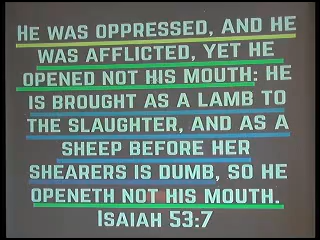 He was oppressed, and he
was afflicted, yet he
opened not his mouth: he
is brought as a lamb to
the slaughter, and as a
sheep before her
shearers is dumb, so he
openeth not his mouth.
Isaiah 53:7